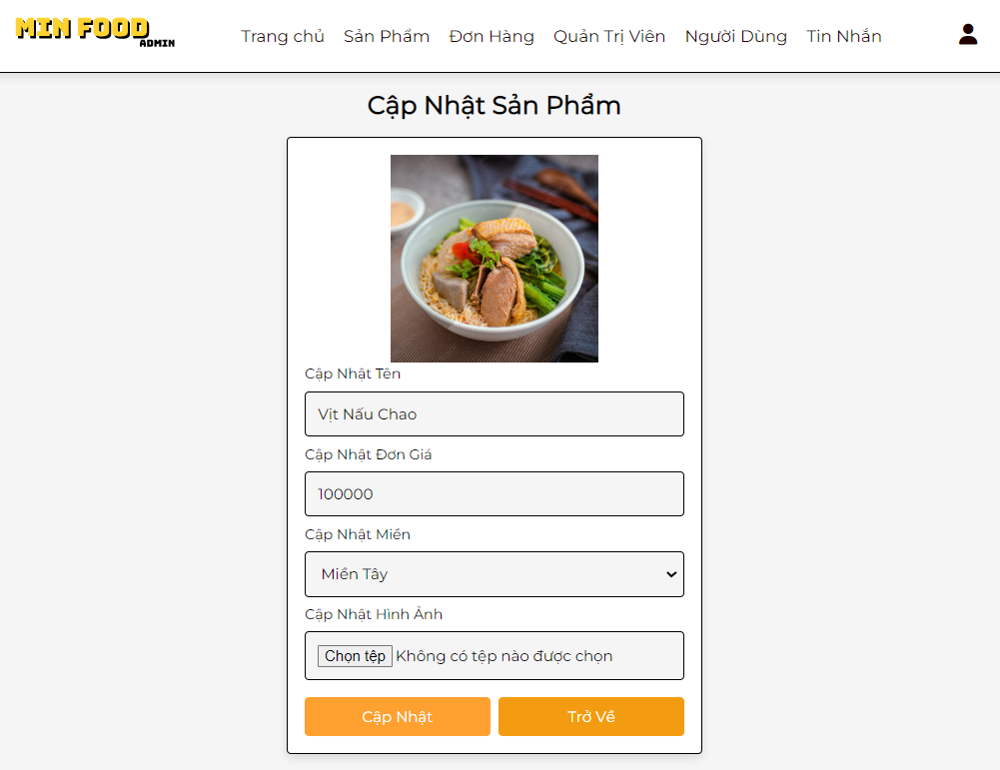 MIN FOOD
ADMIN
Trang chủ Sản Phẩm Đơn Hàng Quản Trị Viên Người Dùng Tin Nhắn
Cập Nhật Sản Phẩm
Cập Nhật Tên
Vịt Nấu Chao
Cập Nhật Đơn Giá
100000
Cập Nhật Miền
Miền Tây
Cập Nhật Hình Ảnh
Chọn tệp Không có tệp nào được chọn
Cập Nhật Trở Về